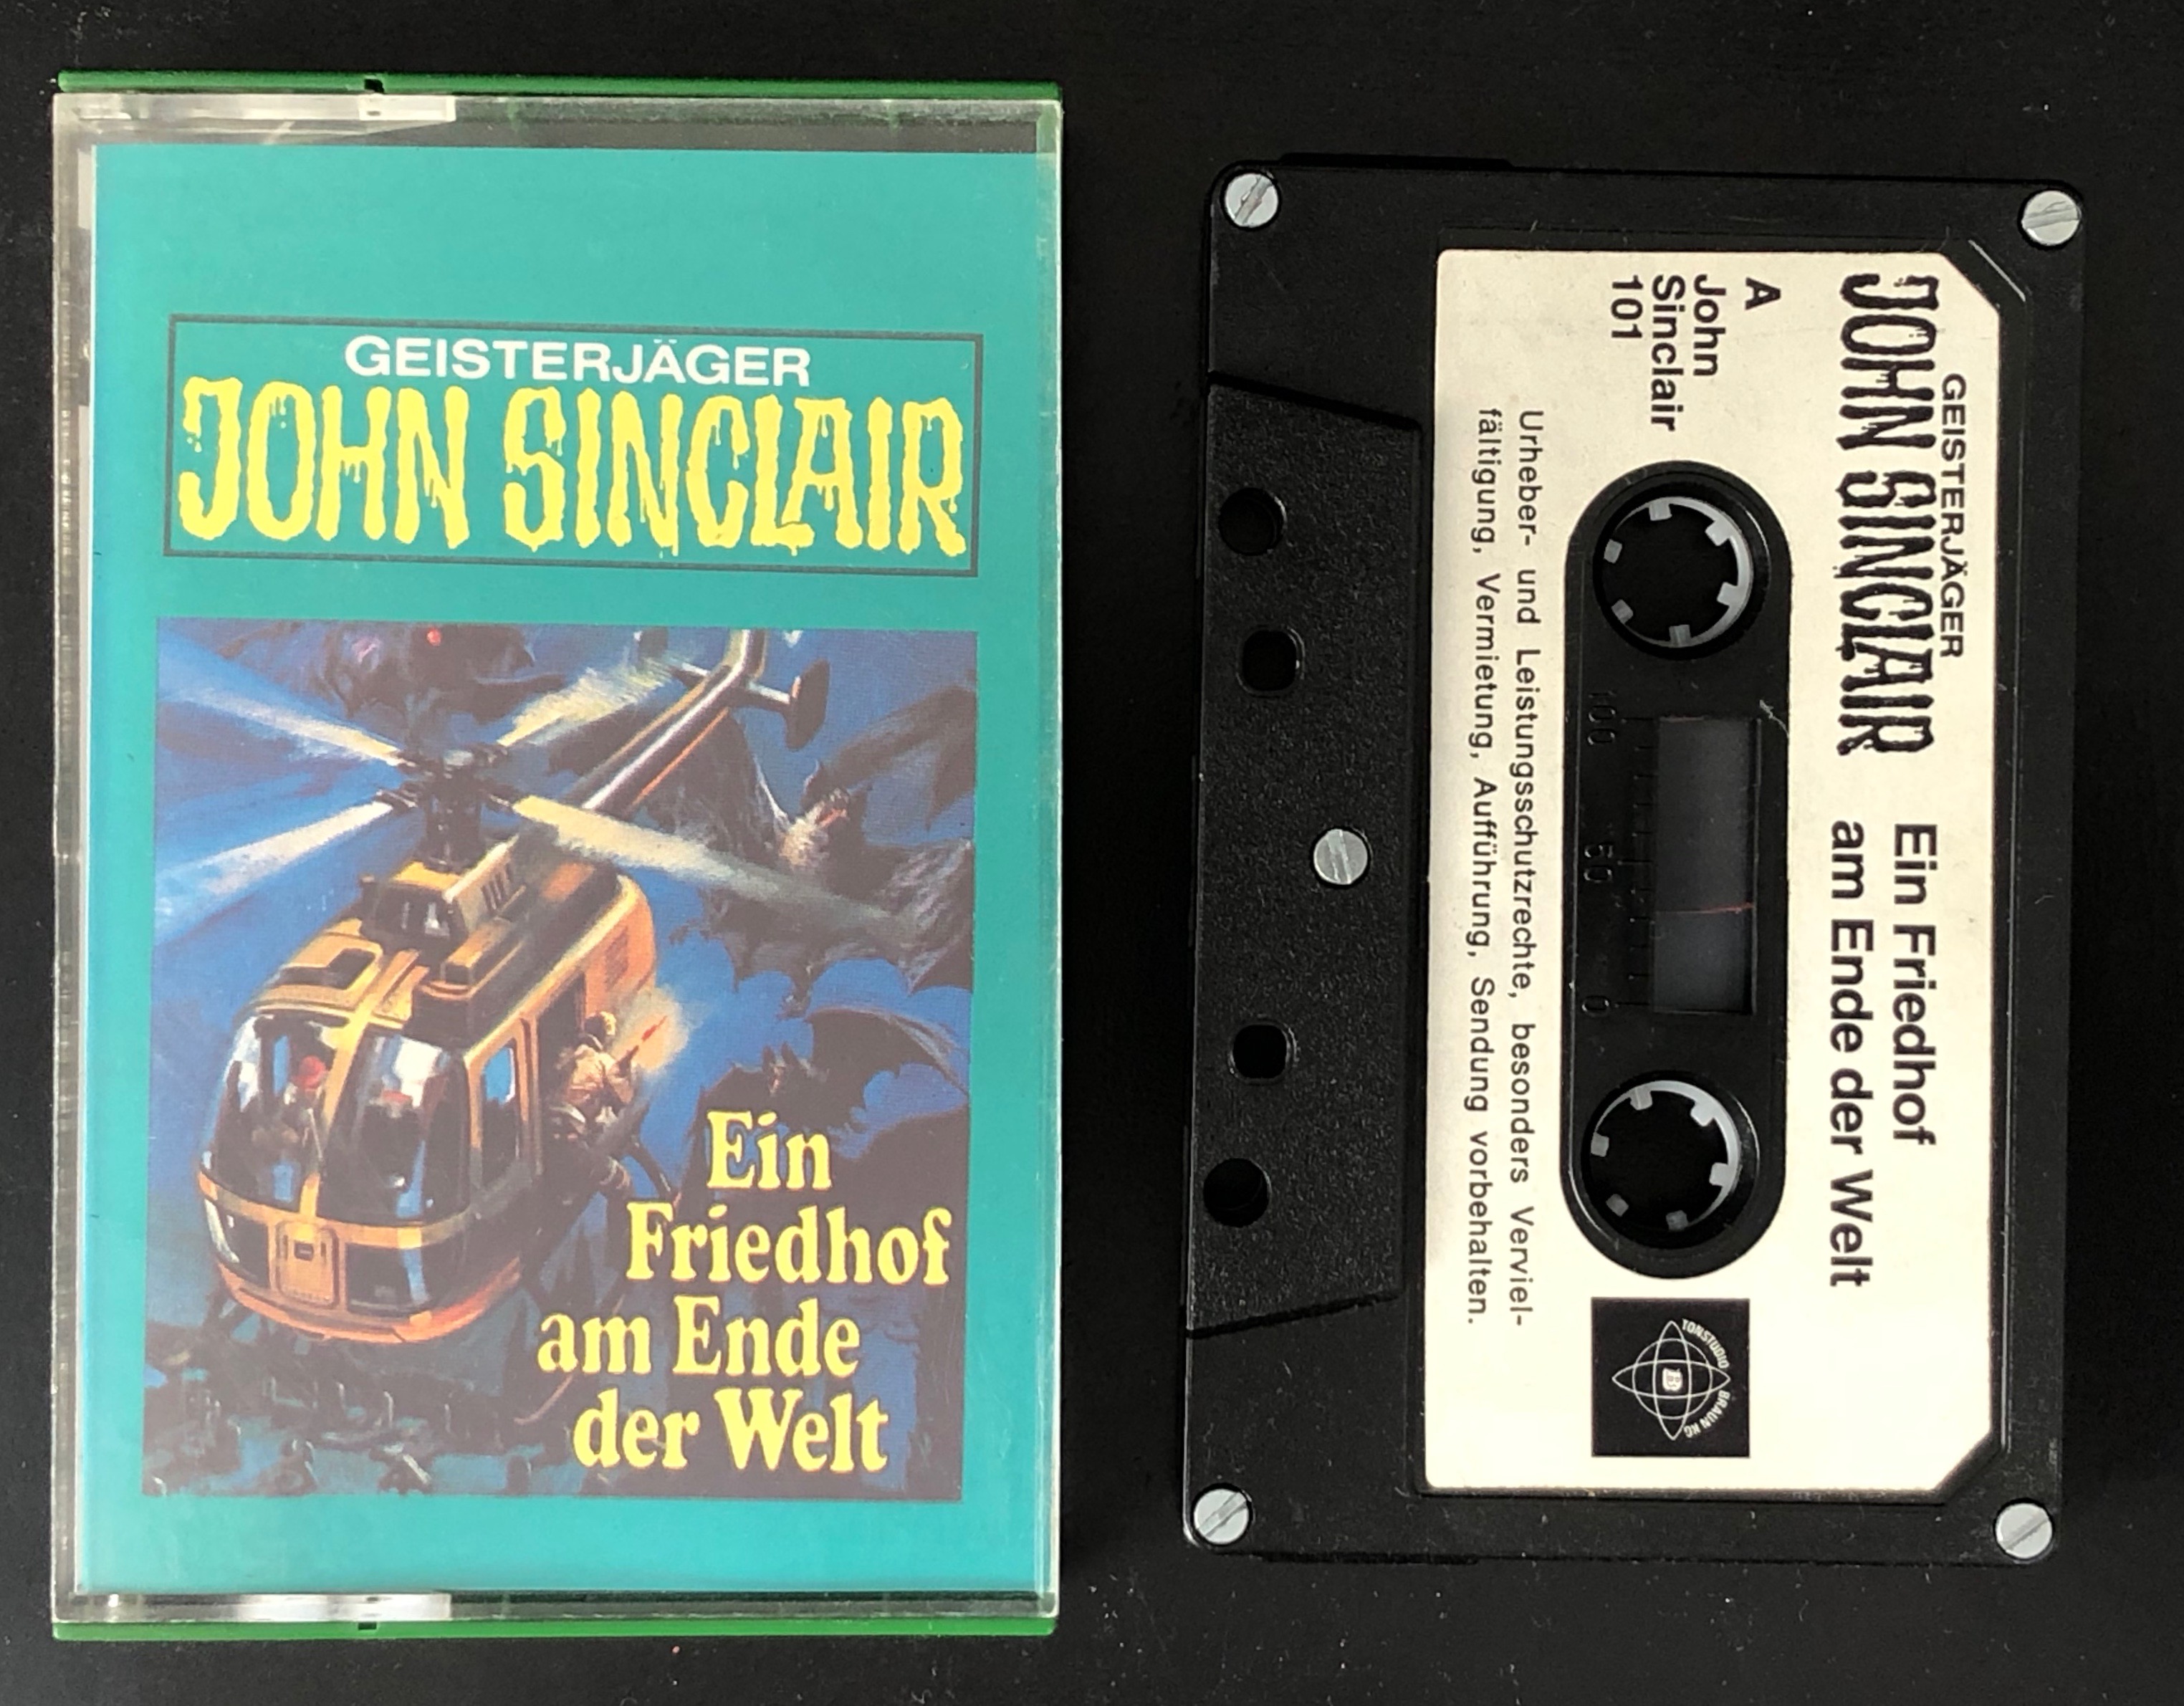 GEISTERJÄGER
JOHN SINCLAIR
Ein
Friedhof
am Ende
der Welt
GEISTERJÄGER
JOHN SINCLAIR
Ein Friedhof
am Ende der Welt
A
John
Sinclair
101
100
50
0
TONSTUDIO BRAUN KG
B
Urheber- und Leistungsschutzrechte, besonders Verviel-
fältigung, Vermietung, Aufführung, Sendung vorbehalten.